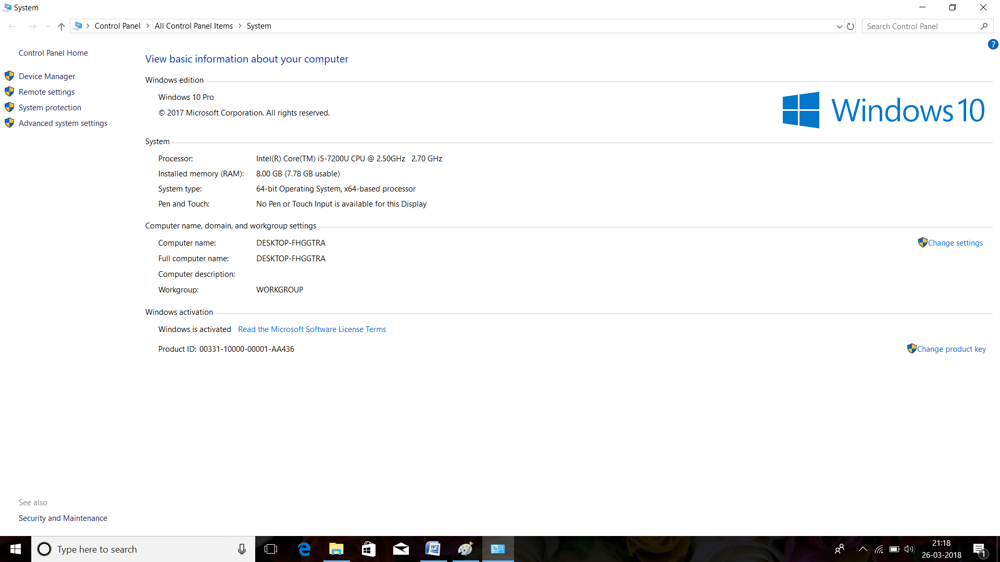 System
Control Panel > All Control Panel Items > System
Search Control Panel
?
Control Panel Home
Device Manager
Remote settings
System protection
Advanced system settings
View basic information about your computer
Windows edition
Windows 10 Pro
© 2017 Microsoft Corporation. All rights reserved.
Windows 10
System
Processor: Intel(R) Core(TM) i5-7200U CPU @ 2.50GHz 2.70 GHz
Installed memory (RAM): 8.00 GB (7.78 GB usable)
System type: 64-bit Operating System, x64-based processor
Pen and Touch: No Pen or Touch Input is available for this Display
Computer name, domain, and workgroup settings
Computer name: DESKTOP-FHGGTRA Change settings
Full computer name: DESKTOP-FHGGTRA
Computer description:
Workgroup: WORKGROUP
Windows activation
Windows is activated Read the Microsoft Software License Terms
Product ID: 00331-10000-00001-AA436 Change product key
See also
Security and Maintenance
Type here to search
21:18
26-03-2018
1